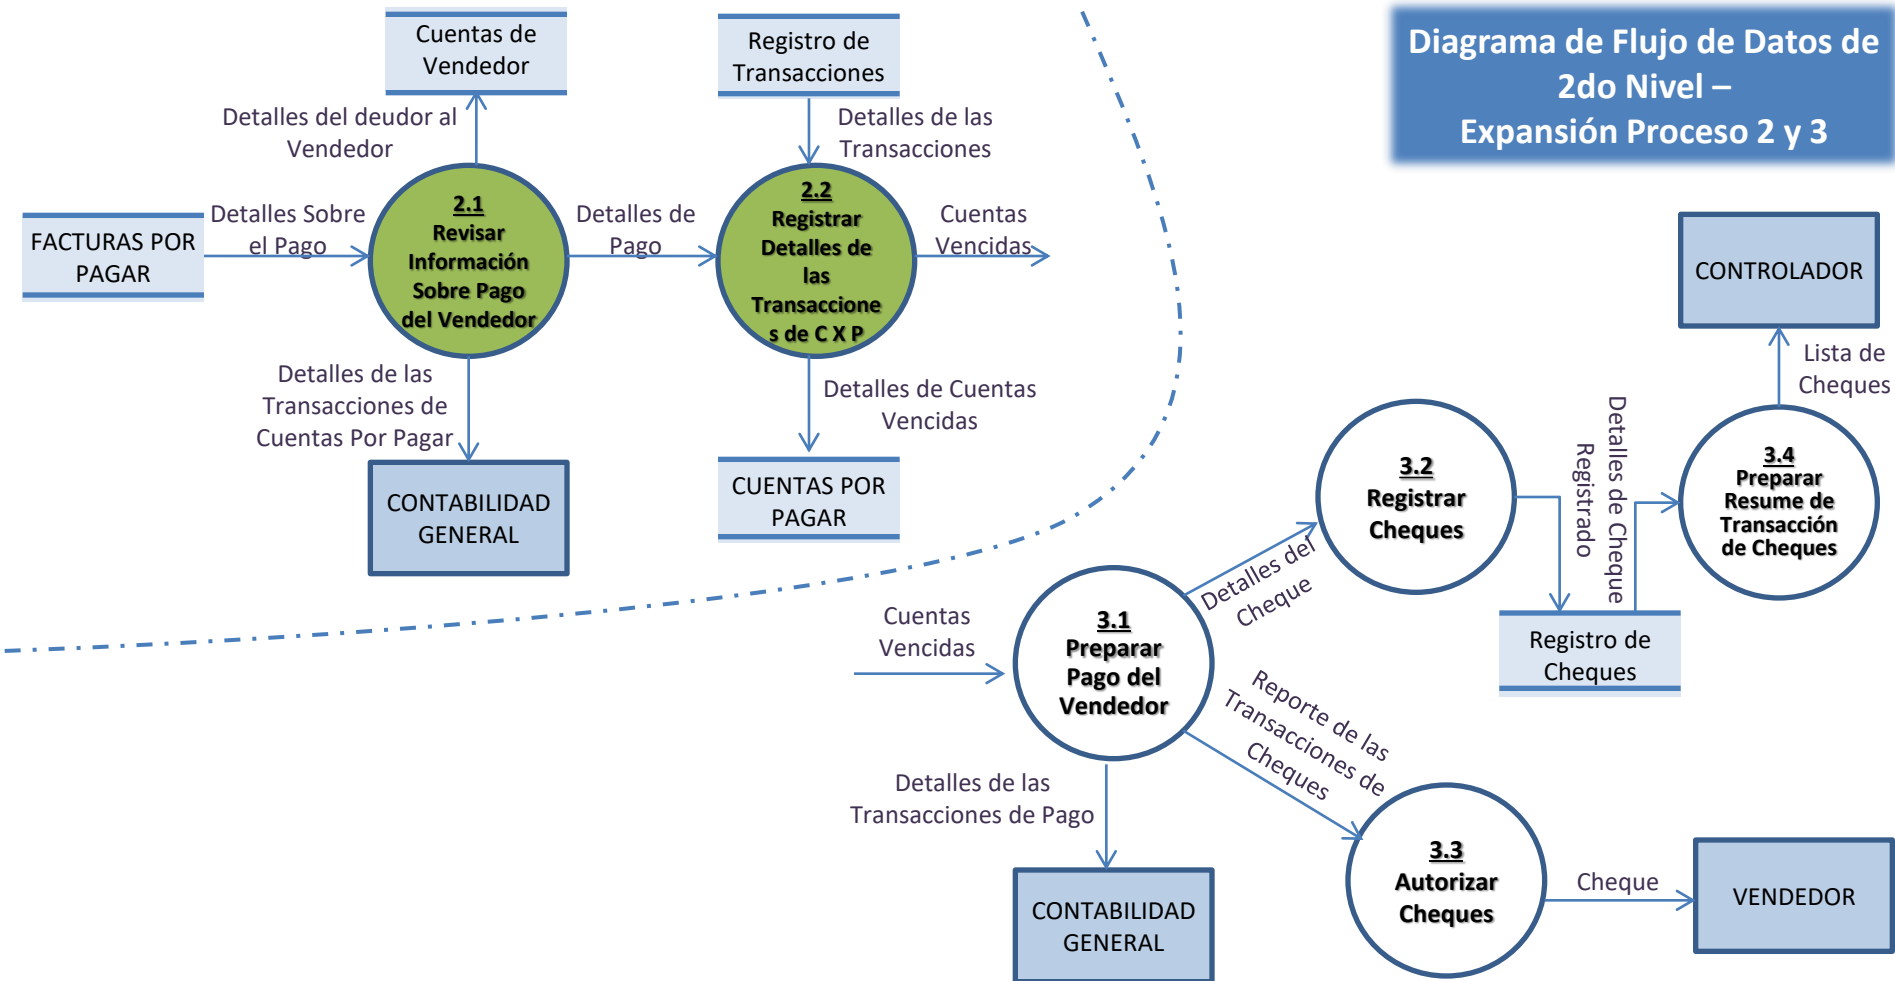 Cuentas de
Vendedor
Registro de
Transacciones
Diagrama de Flujo de Datos de
2do Nivel –
Expansión Proceso 2 y 3
Detalles del deudor al
Vendedor
Detalles de las
Transacciones
FACTURAS POR
PAGAR
Detalles Sobre
el Pago
2.1
Revisar
Información
Sobre Pago
del Vendedor
Detalles de
Pago
2.2
Registrar
Detalles de
las
Transaccione
s de C X P
Cuentas
Vencidas
CONTROLADOR
Lista de
Cheques
Detalles de las
Transacciones de
Cuentas Por Pagar
Detalles de Cuentas
Vencidas
CONTABILIDAD
GENERAL
CUENTAS POR
PAGAR
3.2
Registrar
Cheques
Detalles de Cheque
Registrado
3.4
Preparar
Resume de
Transacción
de Cheques
Detalles del
Cheque
Registro de
Cheques
Cuentas
Vencidas
3.1
Preparar
Pago del
Vendedor
Reporte de las
Transacciones de
Cheques
Detalles de las
Transacciones de Pago
CONTABILIDAD
GENERAL
3.3
Autorizar
Cheques
Cheque
VENDEDOR